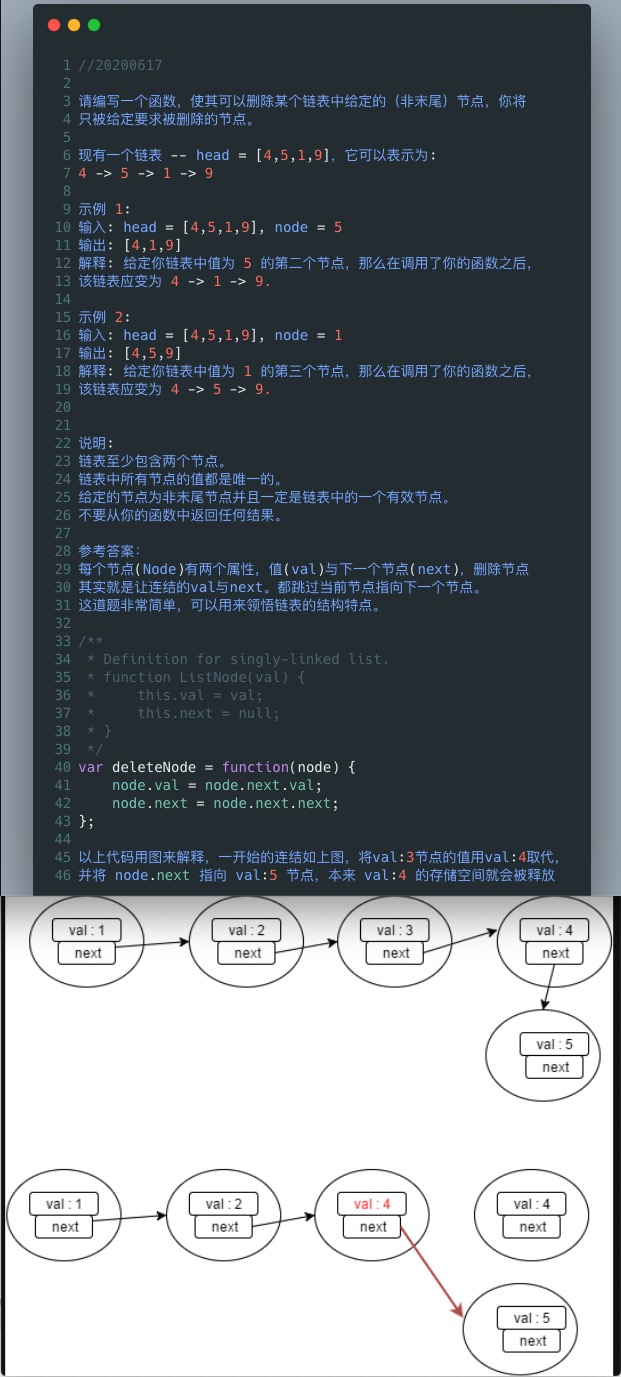 1 //20200617
2
3 请编写一个函数，使其可以删除某个链表中给定的（非末尾）节点，你将
4 只被给定要求被删除的节点。
5
6 现有一个链表 -- head = [4,5,1,9]，它可以表示为:
7 4 -> 5 -> 1 -> 9
8
9 示例 1:
10 输入: head = [4,5,1,9], node = 5
11 输出: [4,1,9]
12 解释: 给定你链表中值为 5 的第二个节点，那么在调用了你的函数之后，
13 该链表应变为 4 -> 1 -> 9.
14
15 示例 2:
16 输入: head = [4,5,1,9], node = 1
17 输出: [4,5,9]
18 解释: 给定你链表中值为 1 的第三个节点，那么在调用了你的函数之后，
19 该链表应变为 4 -> 5 -> 9.
20
21
22 说明:
23 链表至少包含两个节点。
24 链表中所有节点的值都是唯一的。
25 给定的节点为非末尾节点并且一定是链表中的一个有效节点。
26 不要从你的函数中返回任何结果。
27
28 参考答案：
29 每个节点(Node)有两个属性，值(val)与下一个节点(next)，删除节点
30 其实就是让连结的val与next。都跳过当前节点指向下一个节点。
31 这道题非常简单，可以用来领悟链表的结构特点。
32
33 /**
34  * Definition for singly-linked list.
35  * function ListNode(val) {
36  *     this.val = val;
37  *     this.next = null;
38  * }
39  */
40 var deleteNode = function(node) {
41     node.val = node.next.val;
42     node.next = node.next.next;
43 };
44
45 以上代码用图来解释，一开始的连结如上图，将val:3节点的值用val:4取代，
46 并将 node.next 指向 val:5 节点，本来 val:4 的存储空间就会被释放
val : 1
next
val : 2
next
val : 3
next
val : 4
next
val : 5
next
val : 1
next
val : 2
next
val : 4
next
val : 4
next
val : 5
next